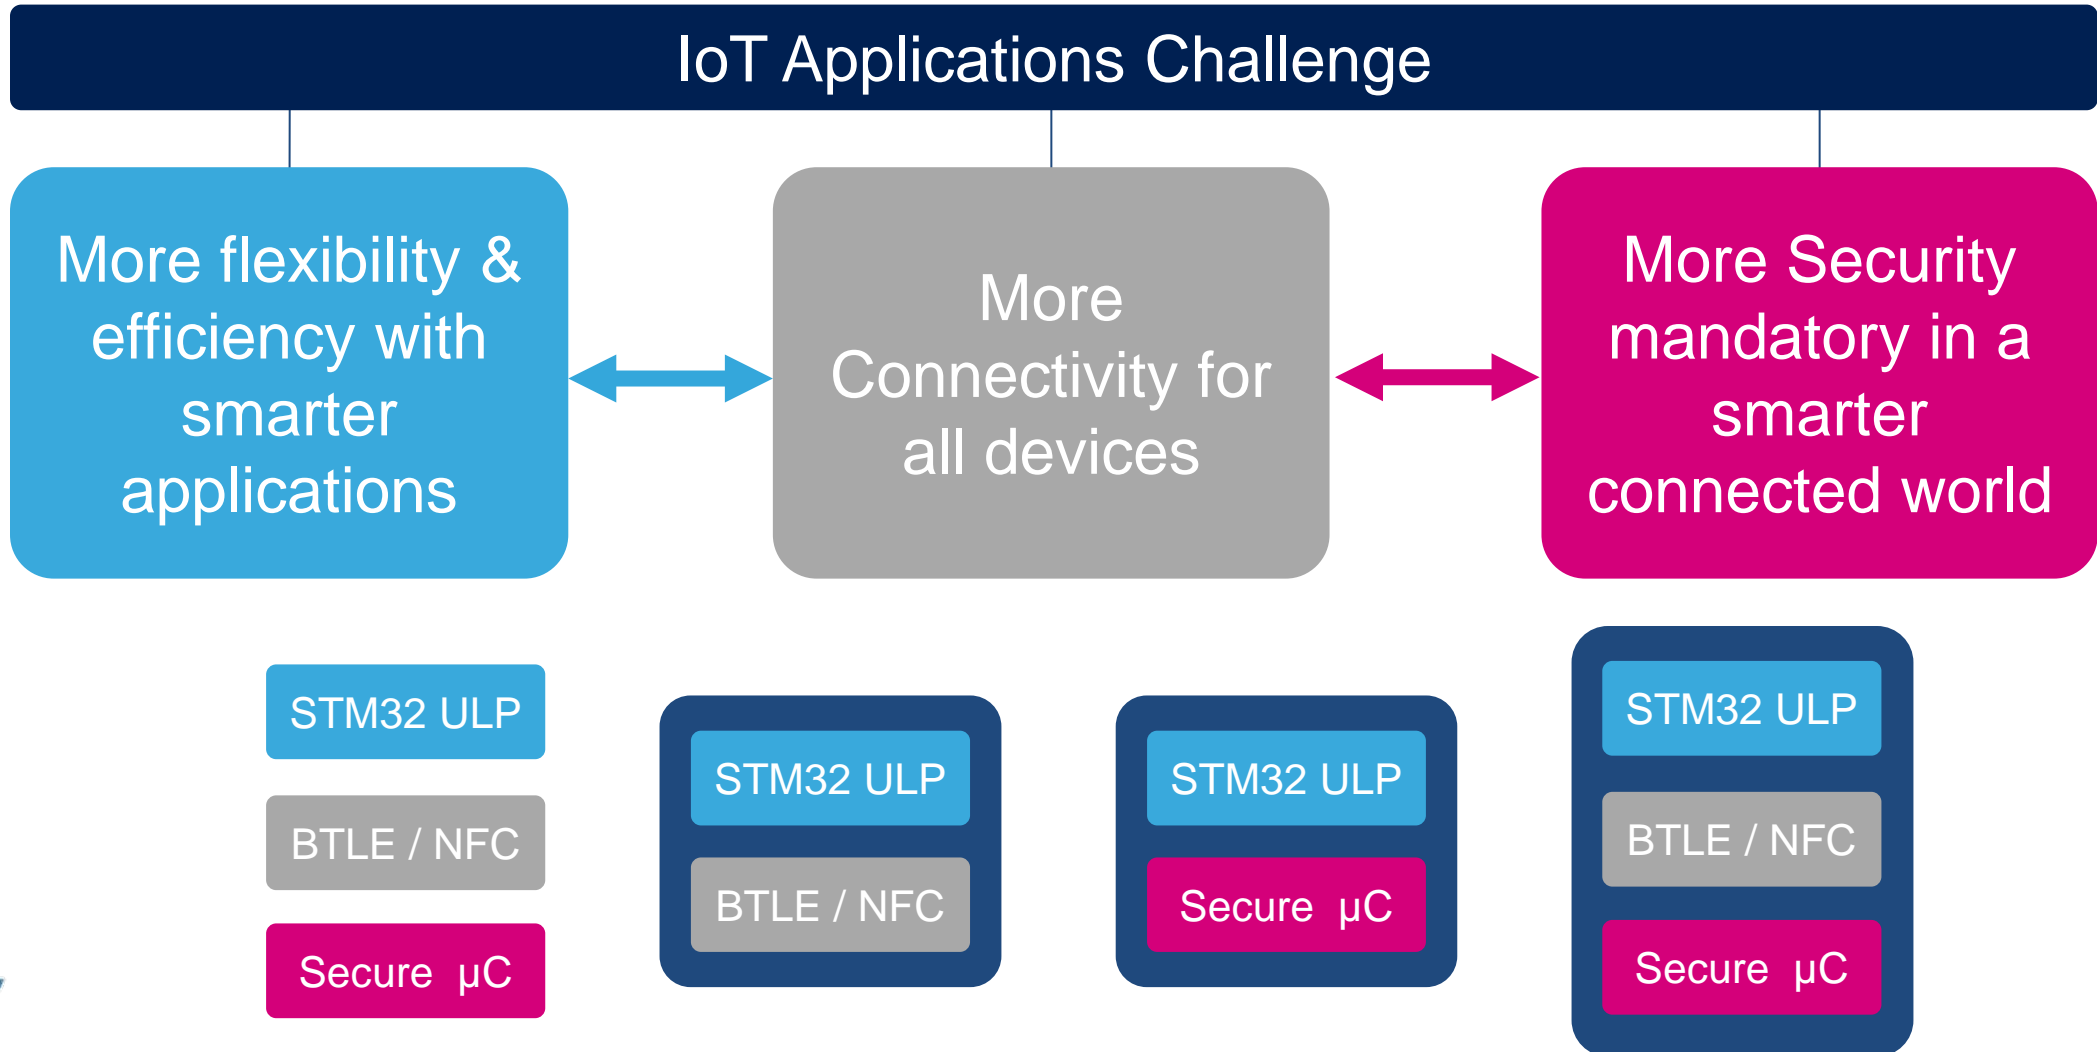 IoT Applications Challenge
More flexibility &
efficiency with
smarter
applications
More
Connectivity for
all devices
More Security
mandatory in a
smarter
connected world
STM32 ULP
BTLE / NFC
Secure µC
STM32 ULP
BTLE / NFC
STM32 ULP
Secure µC
STM32 ULP
BTLE / NFC
Secure µC